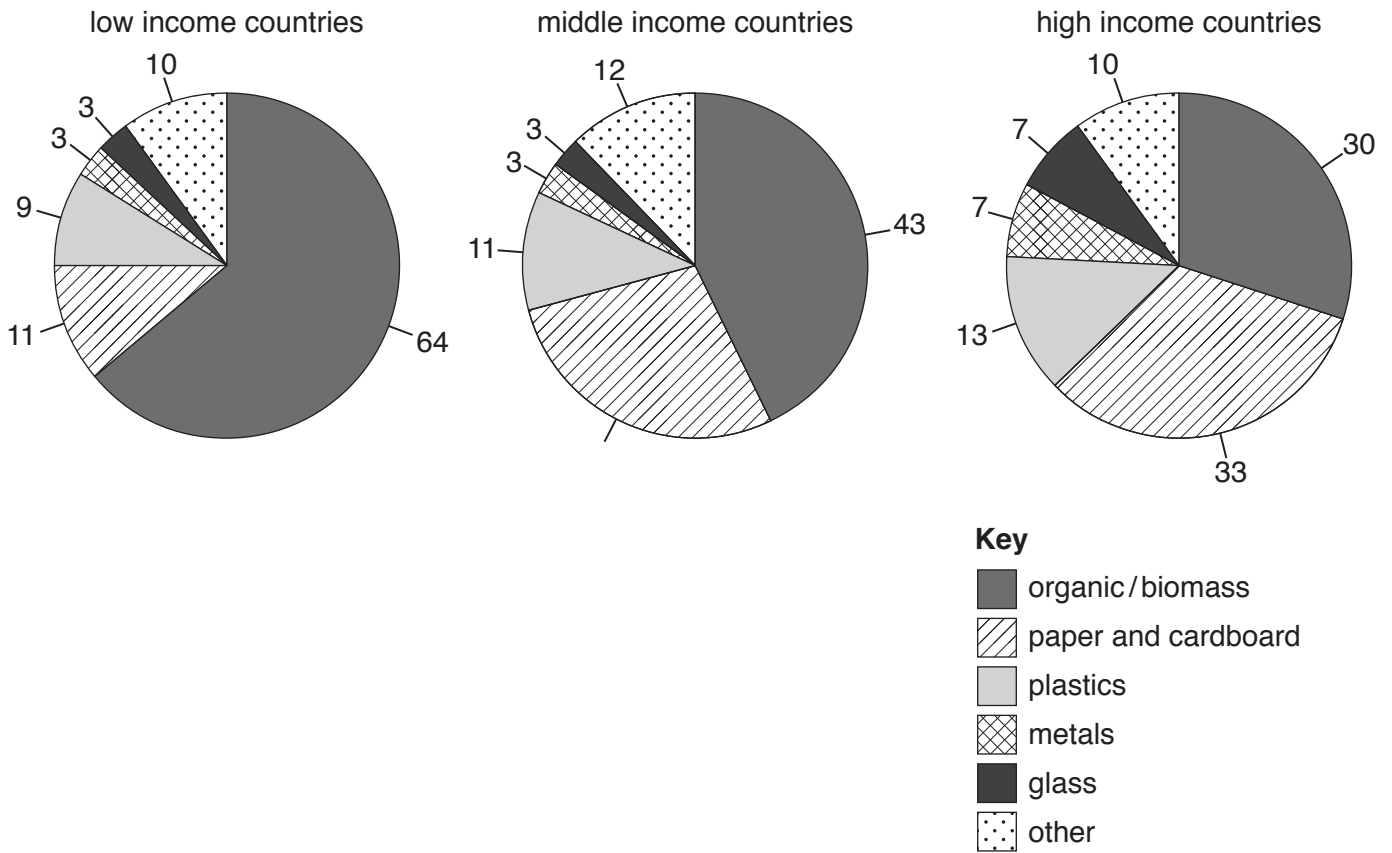 low income countries
10
3
3
9
11
64
middle income countries
12
3
3
11
43
high income countries
10
7
7
13
30
33
Key
organic / biomass
paper and cardboard
plastics
metals
glass
other